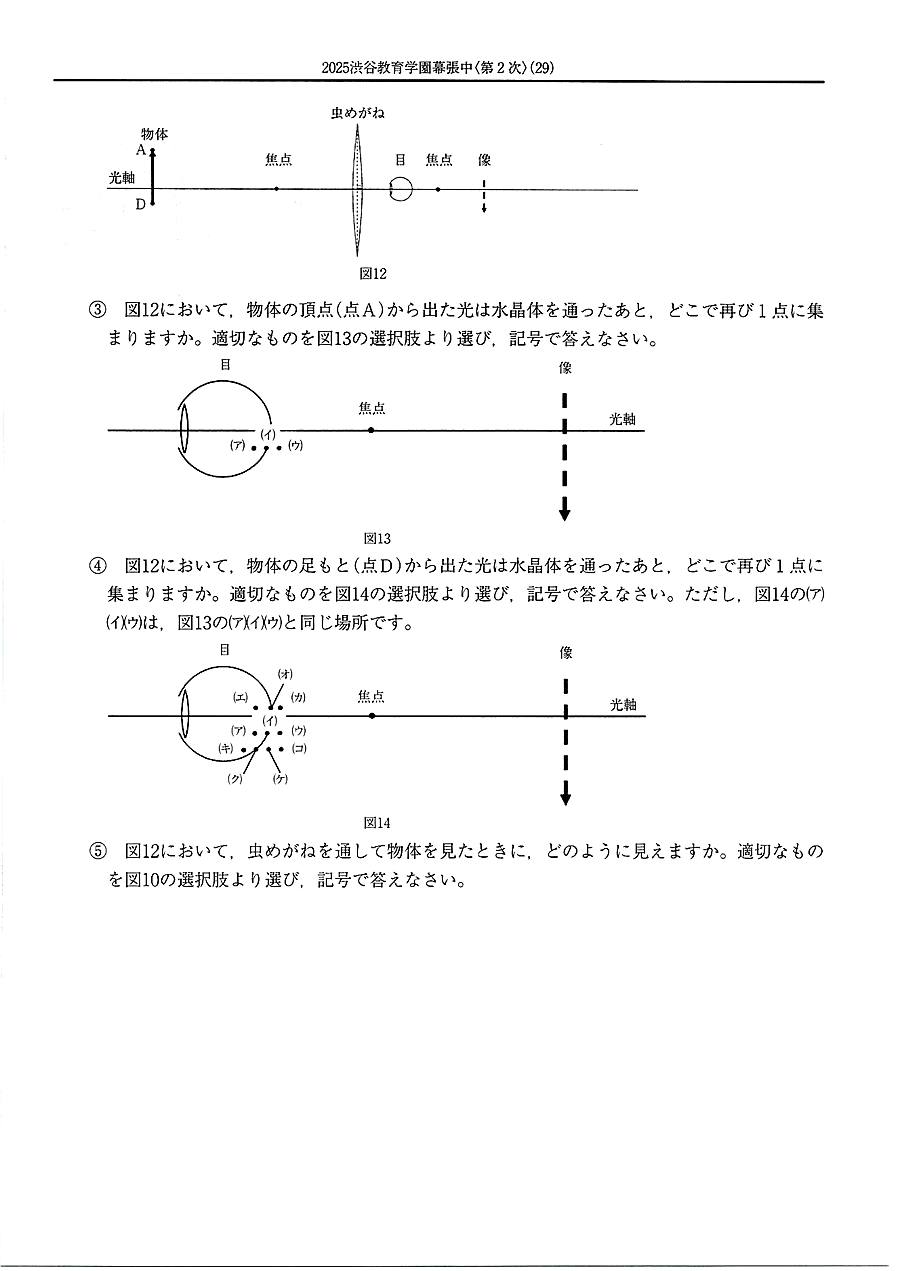 2025渋谷教育学園幕張中〈第2次〉(29)
虫めがね
物体
A
焦点
目
焦点
像
光軸
D
図12
③ 図12において，物体の頂点(点A)から出た光は水晶体を通ったあと，どこで再び1点に集
まりますか。適切なものを図13の選択肢より選び，記号で答えなさい。
目
像
焦点
光軸
(イ)
(ア)
(ウ)
図13
④ 図12において，物体の足もと(点D)から出た光は水晶体を通ったあと，どこで再び1点に
集まりますか。適切なものを図14の選択肢より選び，記号で答えなさい。ただし，図14の(ア)
(イ)(ウ)は，図13の(ア)(イ)(ウ)と同じ場所です。
目
像
(オ)
(エ)
(カ)
焦点
光軸
(イ)
(ア)
(ウ)
(キ)
(コ)
(ク)
(ケ)
図14
⑤ 図12において，虫めがねを通して物体を見たときに，どのように見えますか。適切なもの
を図10の選択肢より選び，記号で答えなさい。